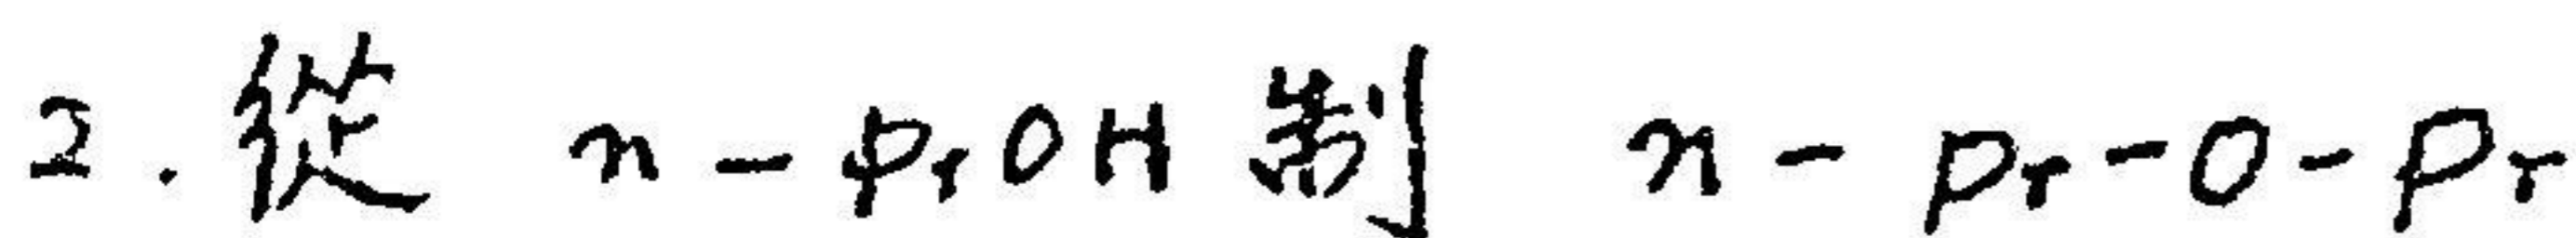 2. 從 n-PrOH 制 n-Pr-O-Pr